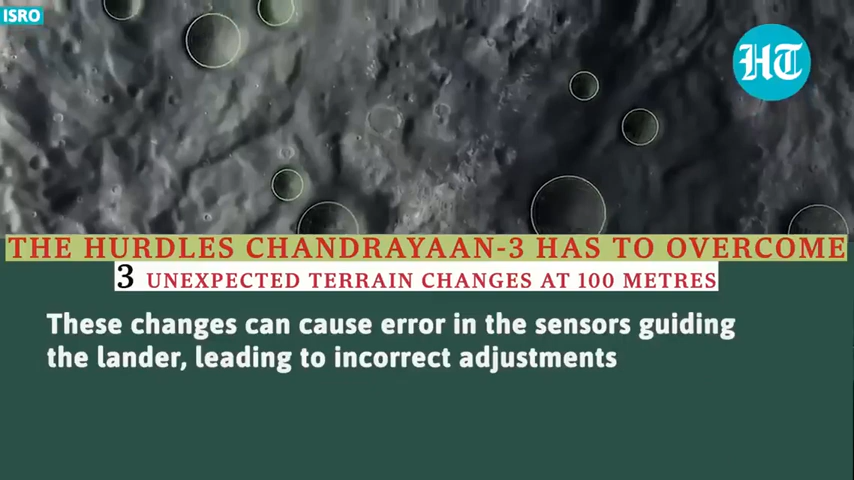 ISRO
HT
THE HURDLES CHANDRAYAAN-3 HAS TO OVERCOME
3 UNEXPECTED TERRAIN CHANGES AT 100 METRES
These changes can cause error in the sensors guiding
the lander, leading to incorrect adjustments